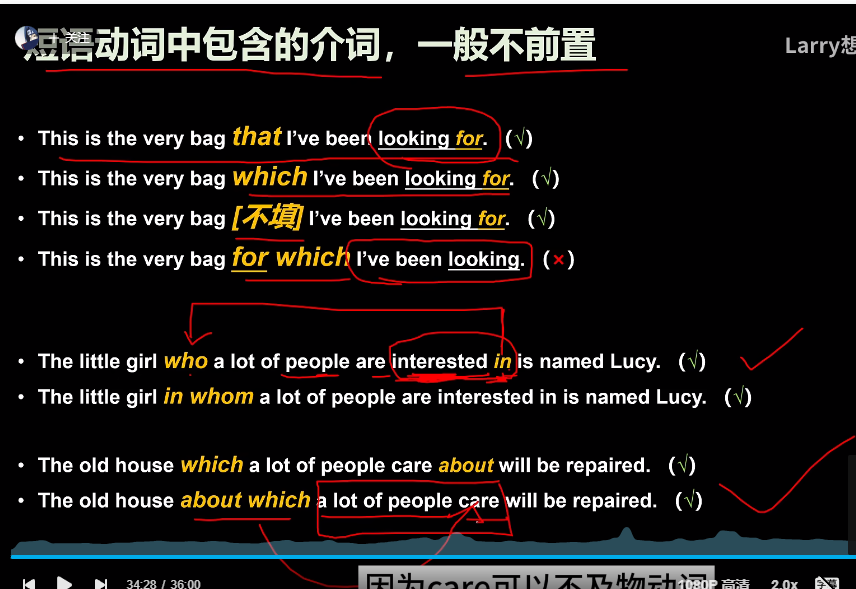 短语动词中包含的介词，一般不前置
关注
Larry想
• This is the very bag that I've been looking for. (√)
• This is the very bag which I've been looking for. (√)
• This is the very bag [不填] I've been looking for. (√)
• This is the very bag for which I've been looking. (×)
• The little girl who a lot of people are interested in is named Lucy. (√)
• The little girl in whom a lot of people are interested in is named Lucy. (√)
• The old house which a lot of people care about will be repaired. (√)
• The old house about which a lot of people care will be repaired. (√)
因为care可以不及物动词
34:28 / 36:00
1080P 高清
2.0x
字幕